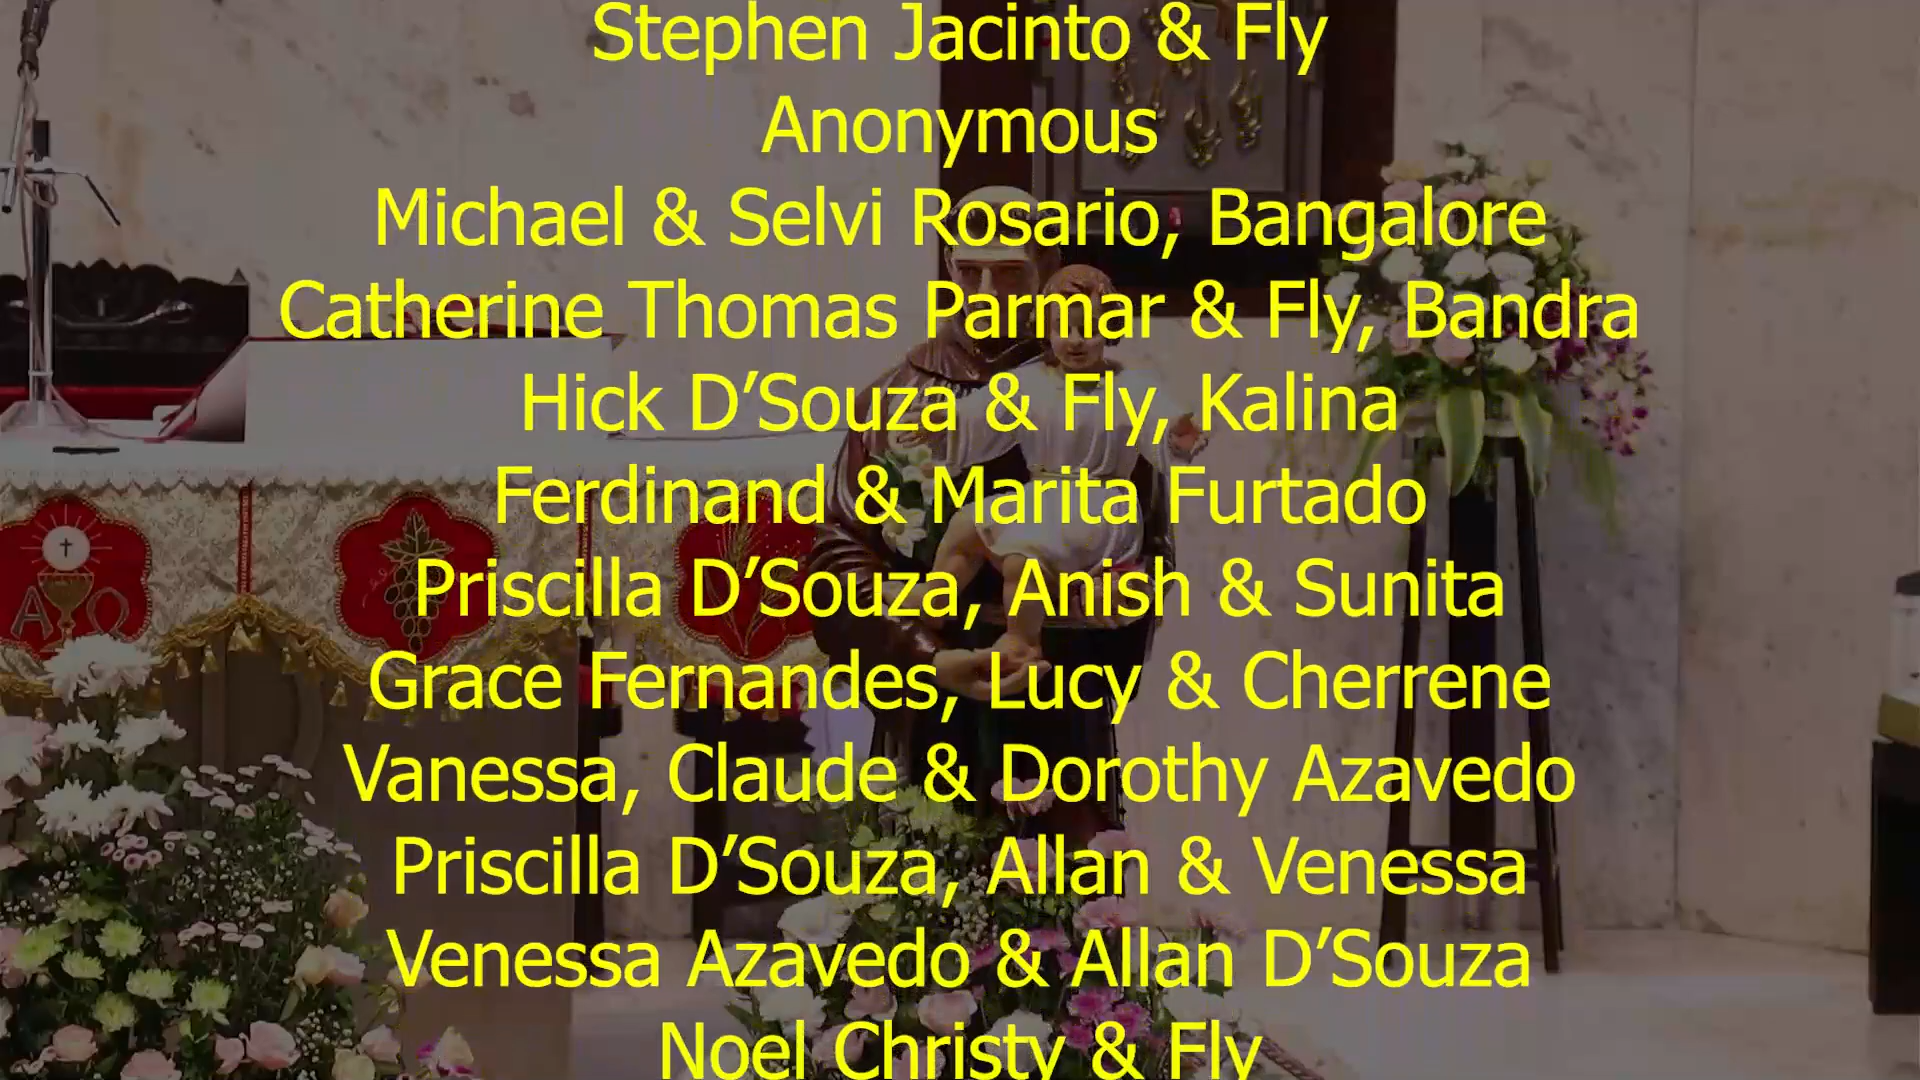 Stephen Jacinto & Fly
Anonymous
Michael & Selvi Rosario, Bangalore
Catherine Thomas Parmar & Fly, Bandra
Hick D’Souza & Fly, Kalina
Ferdinand & Marita Furtado
Priscilla D’Souza, Anish & Sunita
Grace Fernandes, Lucy & Cherrene
Vanessa, Claude & Dorothy Azavedo
Priscilla D’Souza, Allan & Venessa
Venessa Azavedo & Allan D’Souza
Noel Christy & Fly